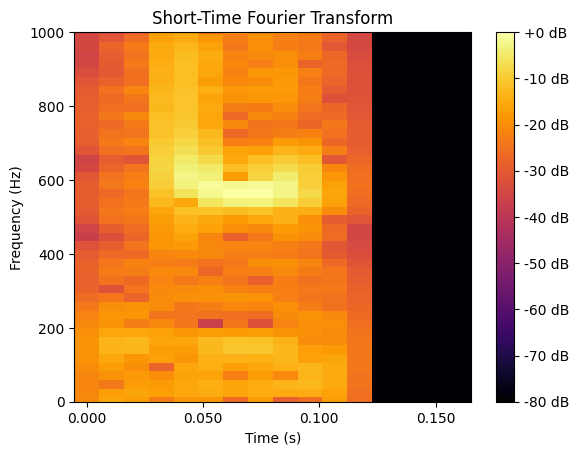 Short-Time Fourier Transform
Frequency (Hz)
1000
800
600
400
200
0
0.000
0.050
0.100
0.150
Time (s)
+0 dB
-10 dB
-20 dB
-30 dB
-40 dB
-50 dB
-60 dB
-70 dB
-80 dB